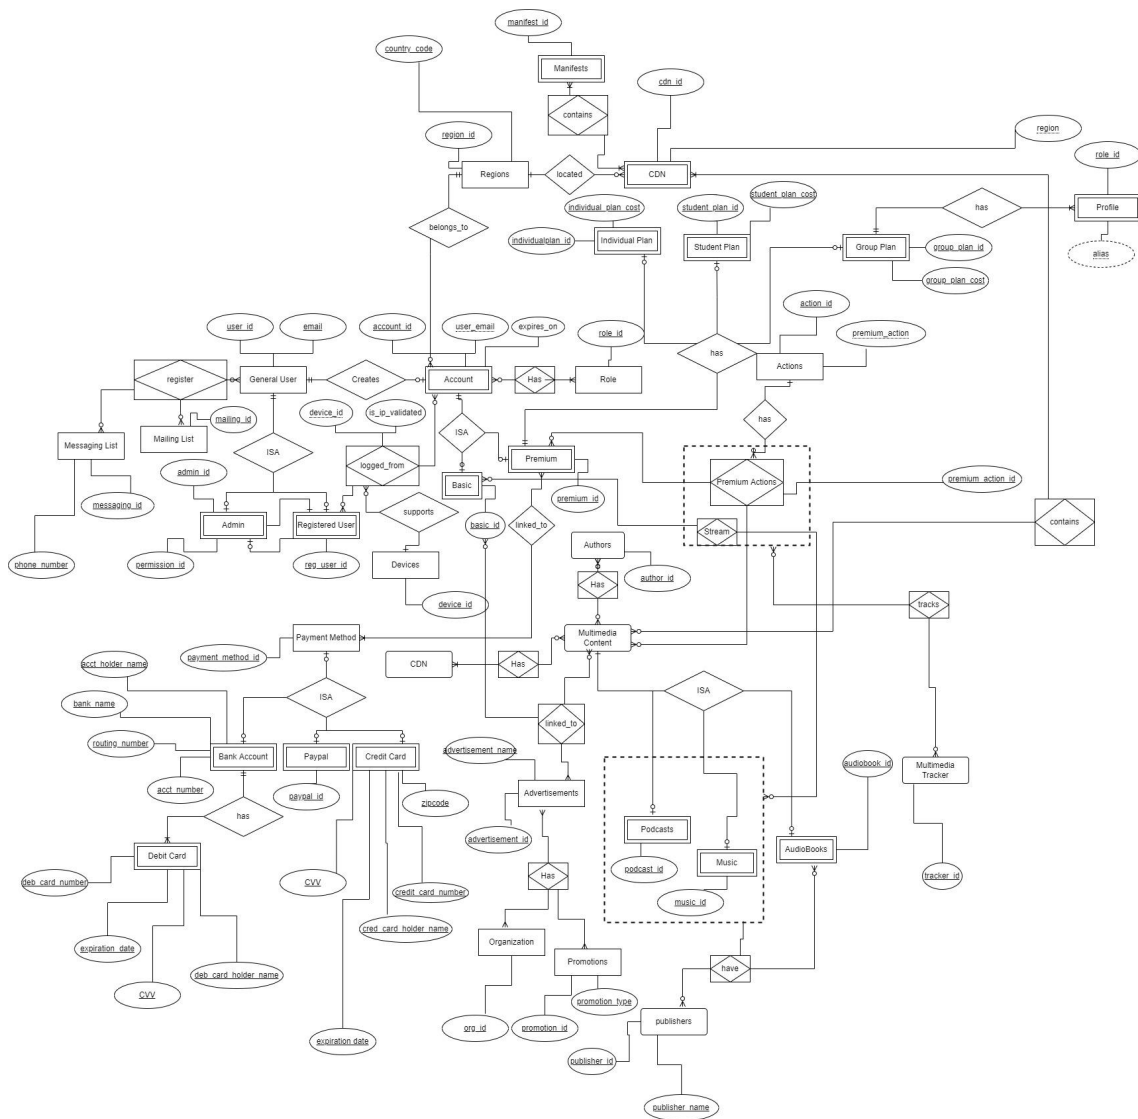 manifest_id
country_code
Manifests
cdn_id
contains
region
region_id
role_id
Regions
located
CDN
student_plan_cost
individual_plan_cost
student_plan_id
has
Profile
belongs_to
individualplan_id
Individual Plan
Student Plan
Group Plan
group_plan_id
alias
group_plan_cost
action_id
user_id
email
account_id
user_email
expires_on
role_id
premium_action
has
Actions
register
General User
Creates
Account
Has
Role
device_id
is_ip_validated
mailing_id
has
Messaging List
Mailing List
ISA
ISA
Premium
admin_id
logged_from
Basic
Premium Actions
premium_action_id
messaging_id
premium_id
Admin
Registered User
supports
basic_id
linked_to
Stream
contains
Authors
phone_number
permission_id
reg_user_id
Devices
author_id
Has
device_id
tracks
Payment Method
Multimedia
Content
payment_method_id
CDN
Has
acct_holder_name
ISA
ISA
bank_name
linked_to
routing_number
advertisement_name
Bank Account
Paypal
Credit Card
audiobook_id
Multimedia
Tracker
acct_number
paypal_id
zipcode
Advertisements
has
Podcasts
advertisement_id
AudioBooks
Debit Card
Music
podcast_id
Has
deb_card_number
CVV
credit_card_number
tracker_id
music_id
cred_card_holder_name
Organization
expiration_date
Promotions
have
deb_card_holder_name
CVV
promotion_type
publishers
org_id
promotion_id
expiration date
publisher_id
publisher_name